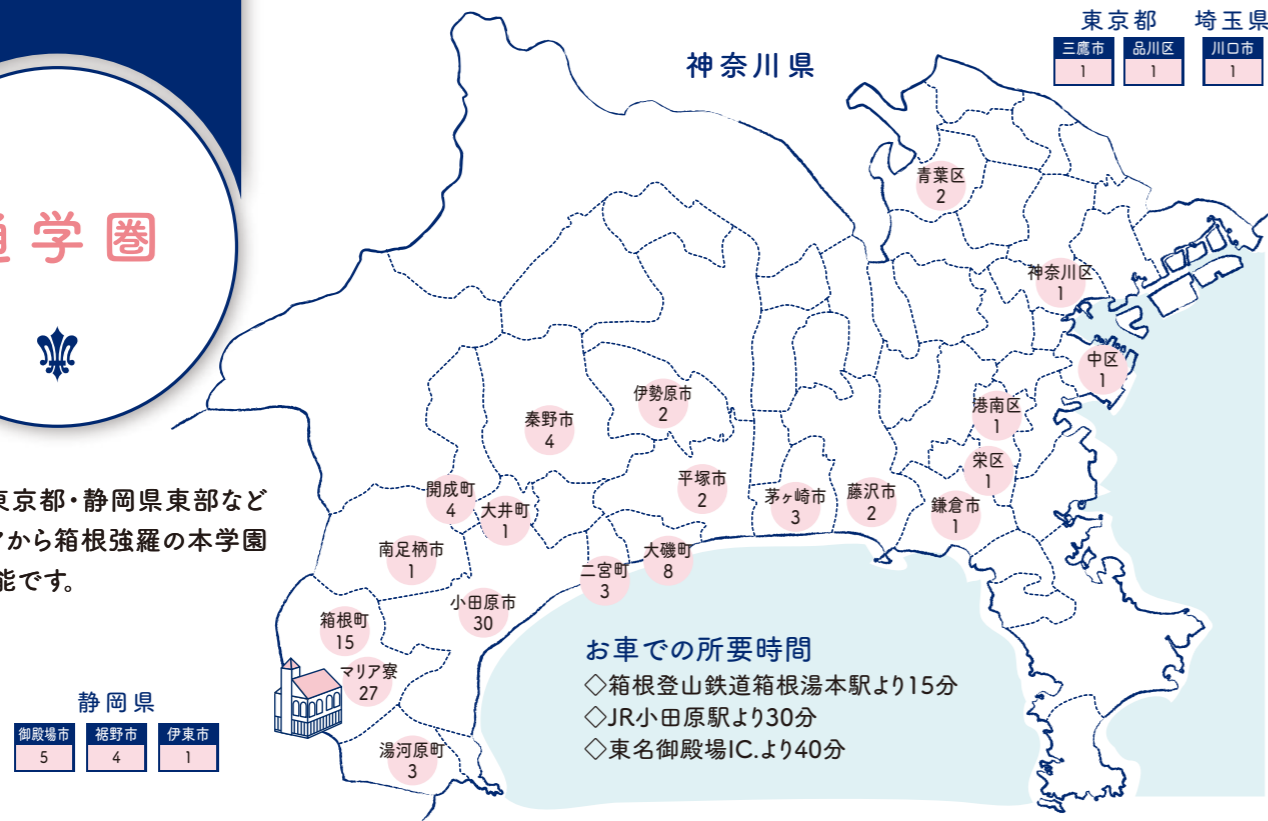 東京都 埼玉県
三鷹市 品川区 川口市
1 1 1
神奈川県
学圏
青葉区
2
神奈川区
1
中区
1
港南区
1
栄区
1
鎌倉市
1
藤沢市
2
茅ヶ崎市
3
平塚市
2
伊勢原市
2
秦野市
4
開成町
4
大井町
1
南足柄市
1
大磯町
8
二宮町
3
小田原市
30
箱根町
15
マリア寮
27
湯河原町
3
東京都・静岡県東部など
から箱根強羅の本学園
能です。
静岡県
御殿場市 裾野市 伊東市
5 4 1
お車での所要時間
◇箱根登山鉄道箱根湯本駅より15分
◇JR小田原駅より30分
◇東名御殿場IC.より40分